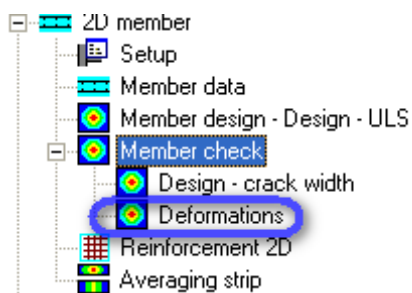 2D member
Setup
Member data
Member design - Design - ULS
Member check
Design - crack width
Deformations
Reinforcement 2D
Averaging strip